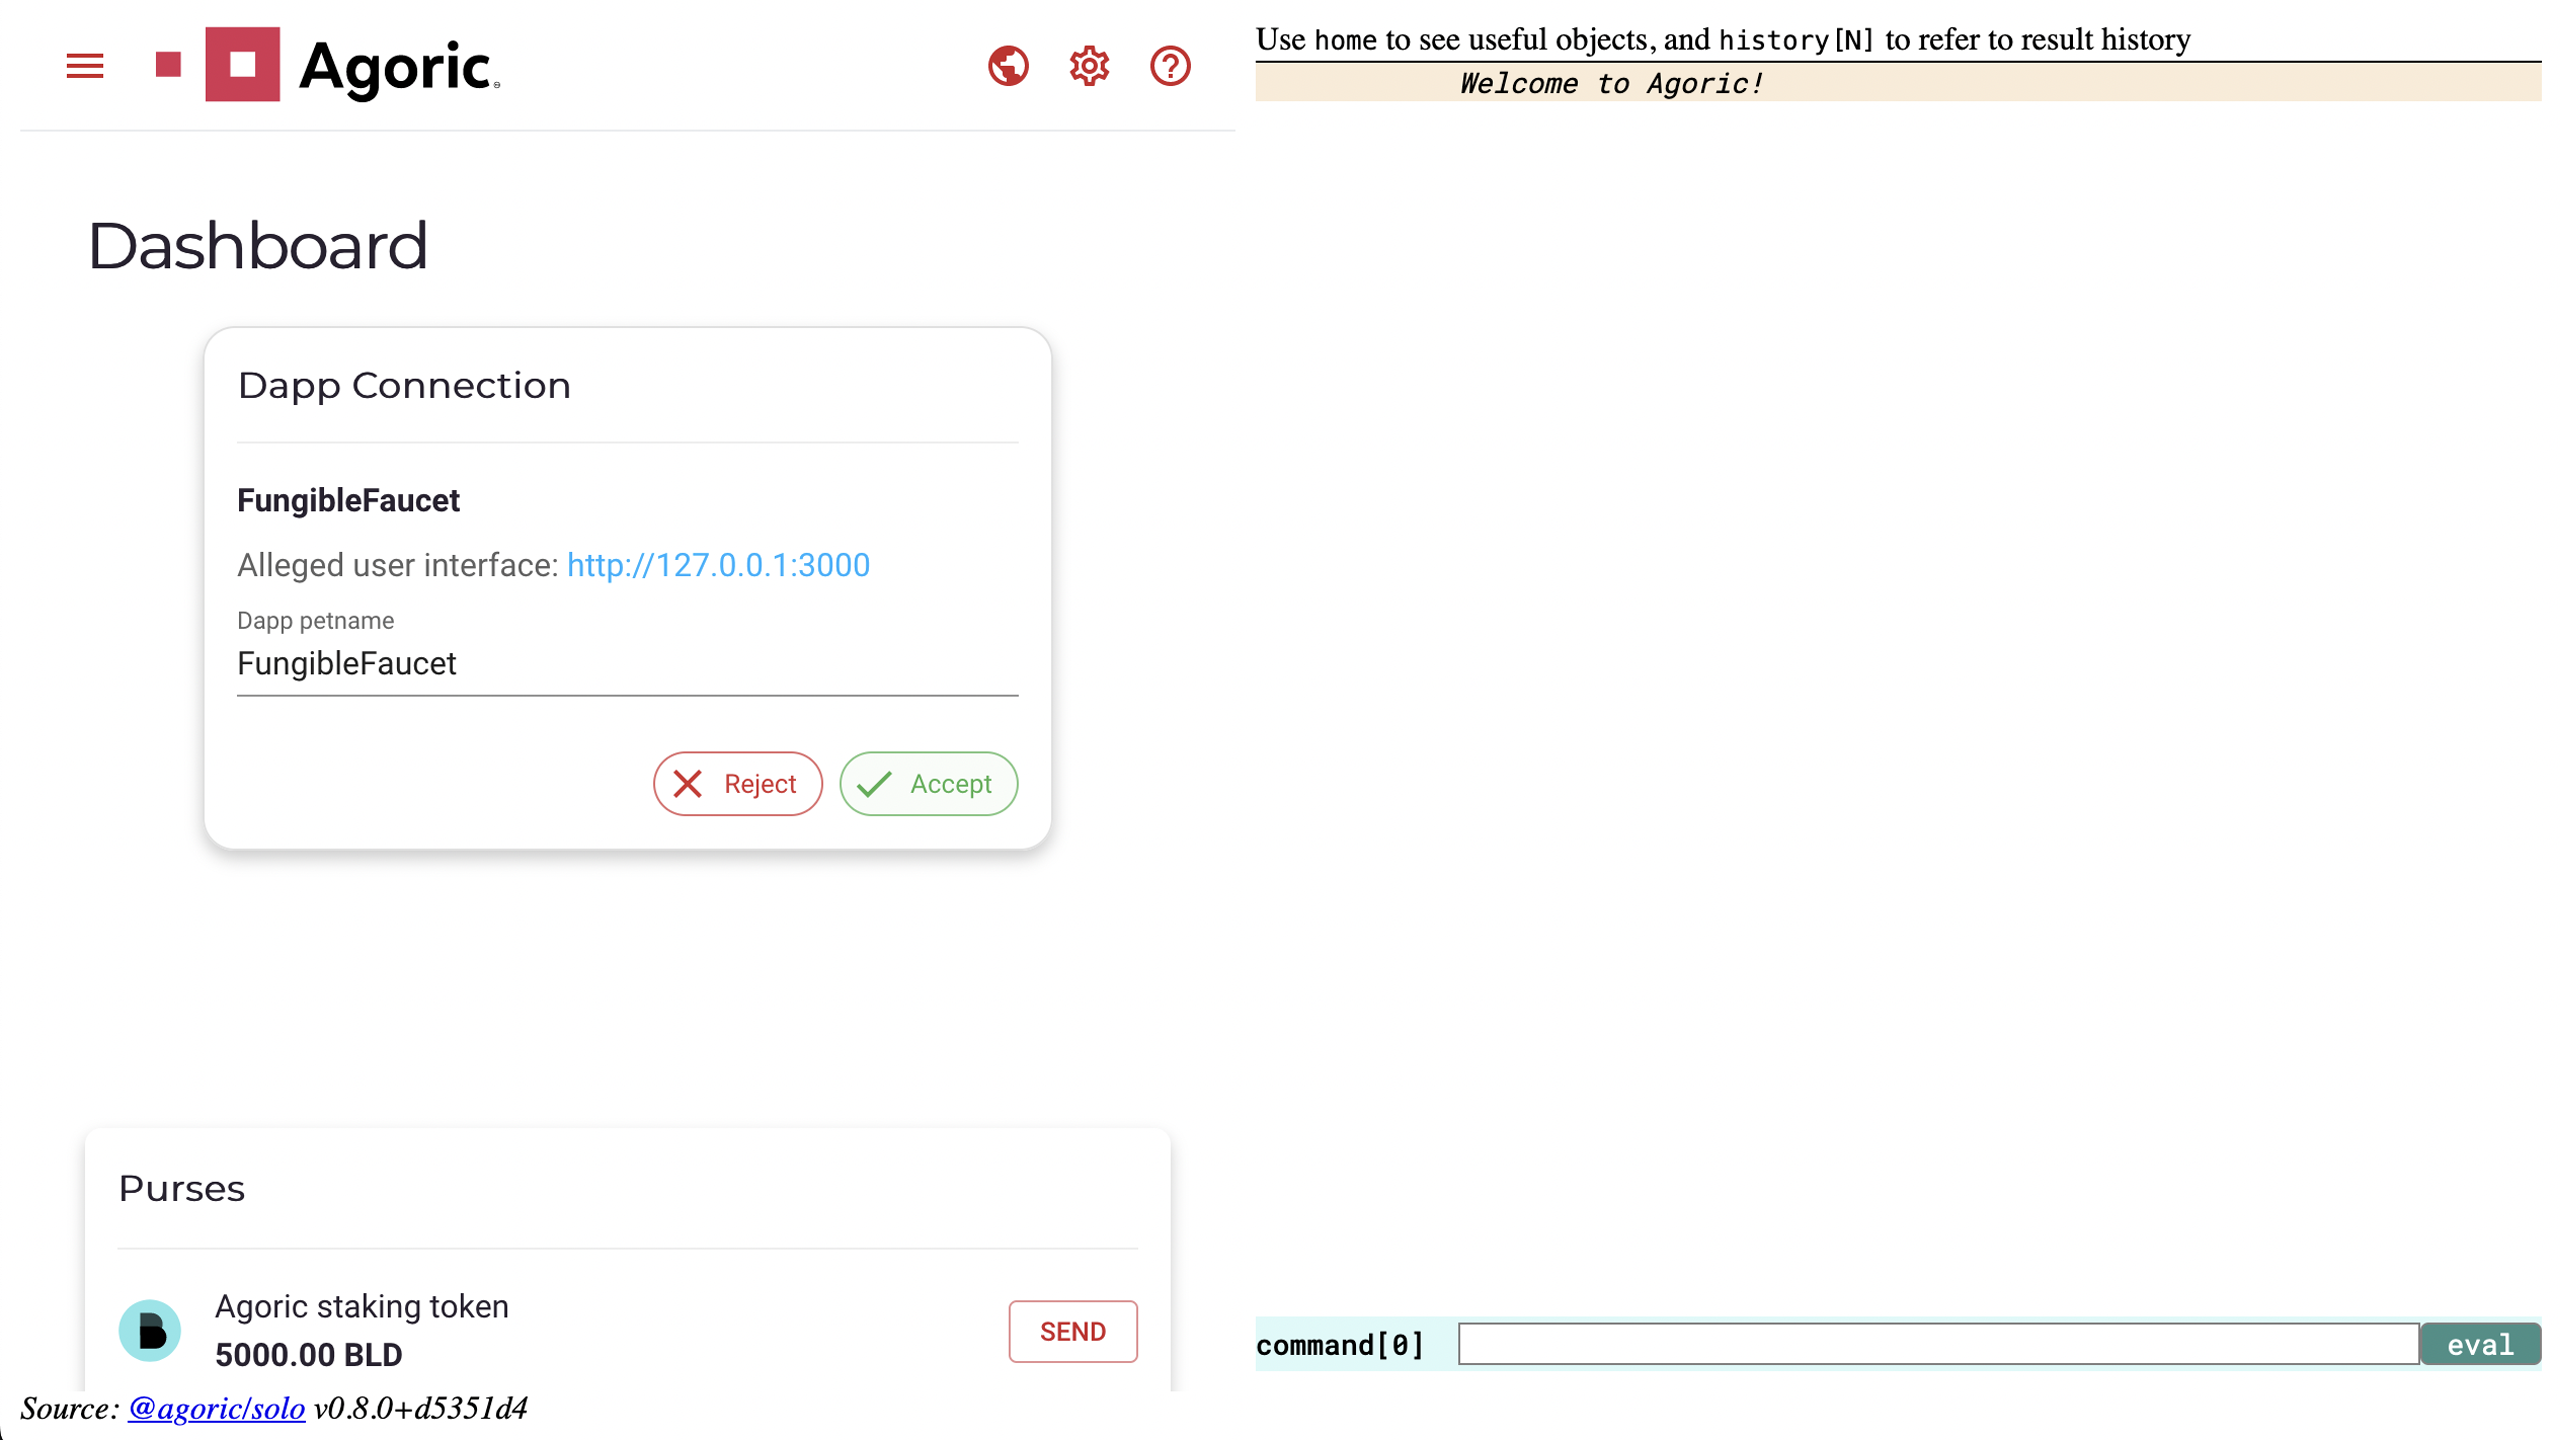 Agoric
Dashboard
Dapp Connection
FungibleFaucet
Alleged user interface: http://127.0.0.1:3000
Dapp petname
FungibleFaucet
Reject
Accept
Purses
Agoric staking token
5000.00 BLD
SEND
Source: @agoric/solo v0.8.0+d5351d4
Use home to see useful objects, and history[N] to refer to result history
Welcome to Agoric!
command[0]
eval